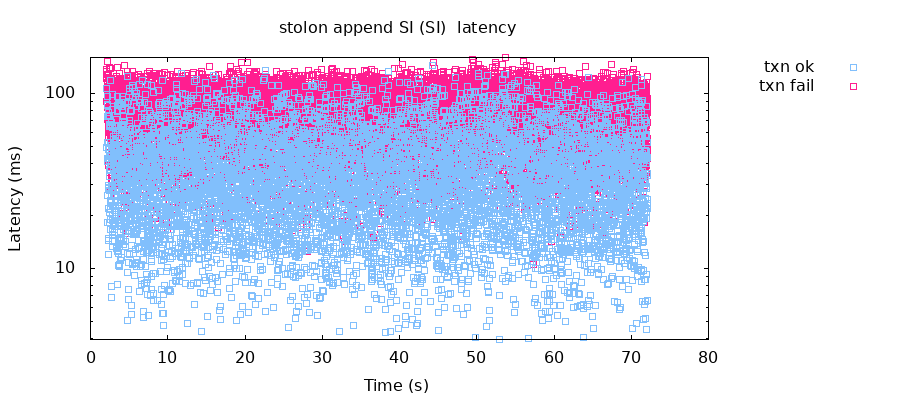 stolon append SI (SI)  latency
txn ok
txn fail
100
10
Latency (ms)
0 10 20 30 40 50 60 70 80
Time (s)